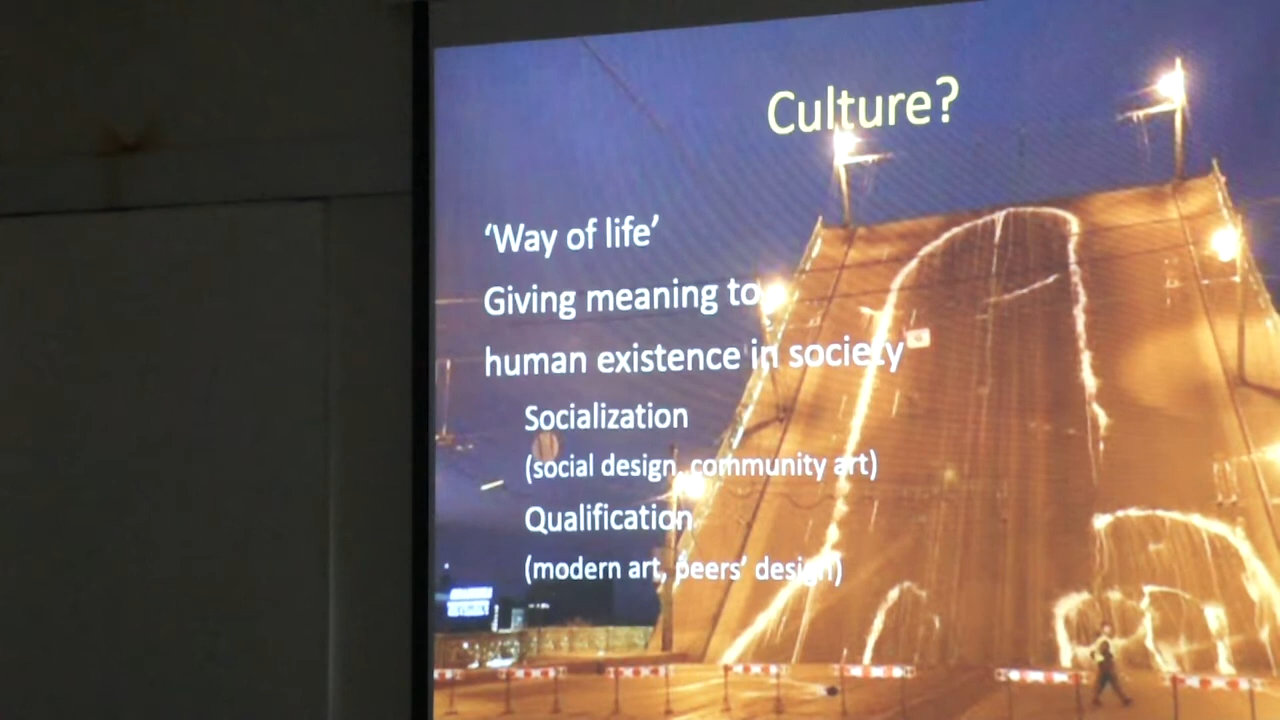 Culture?
‘Way of life’
Giving meaning to
human existence in society
Socialization
(social design, community art)
Qualification
(modern art, peers’ design)